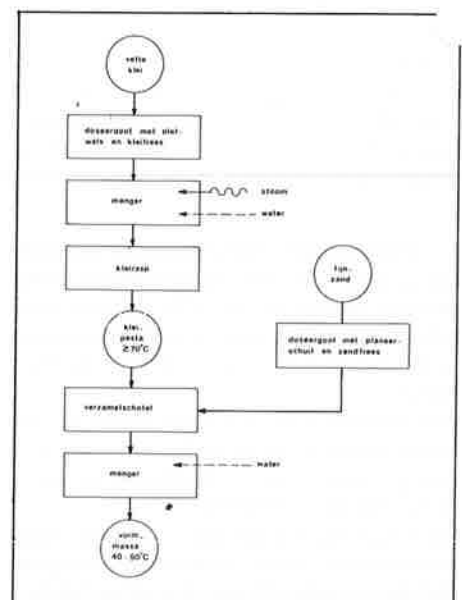 vette
klei
doseergoot met plet-
wals en kleifrees
menger
stoom
water
kleirasp
klei-
pasta
≥70°C
fijn-
zand
doseergoot met planeer-
schuif en zandfrees
verzamelschotel
menger
water
vorm-
massa
40-50°C